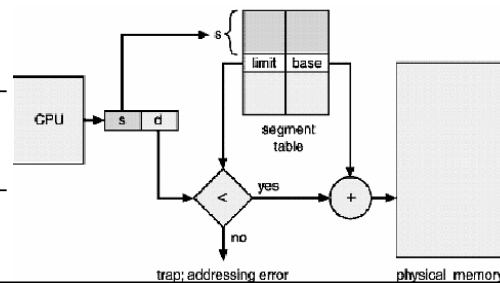 s
limit base
CPU
s d
segment
table
< yes +
no
trap; addressing error physical memory